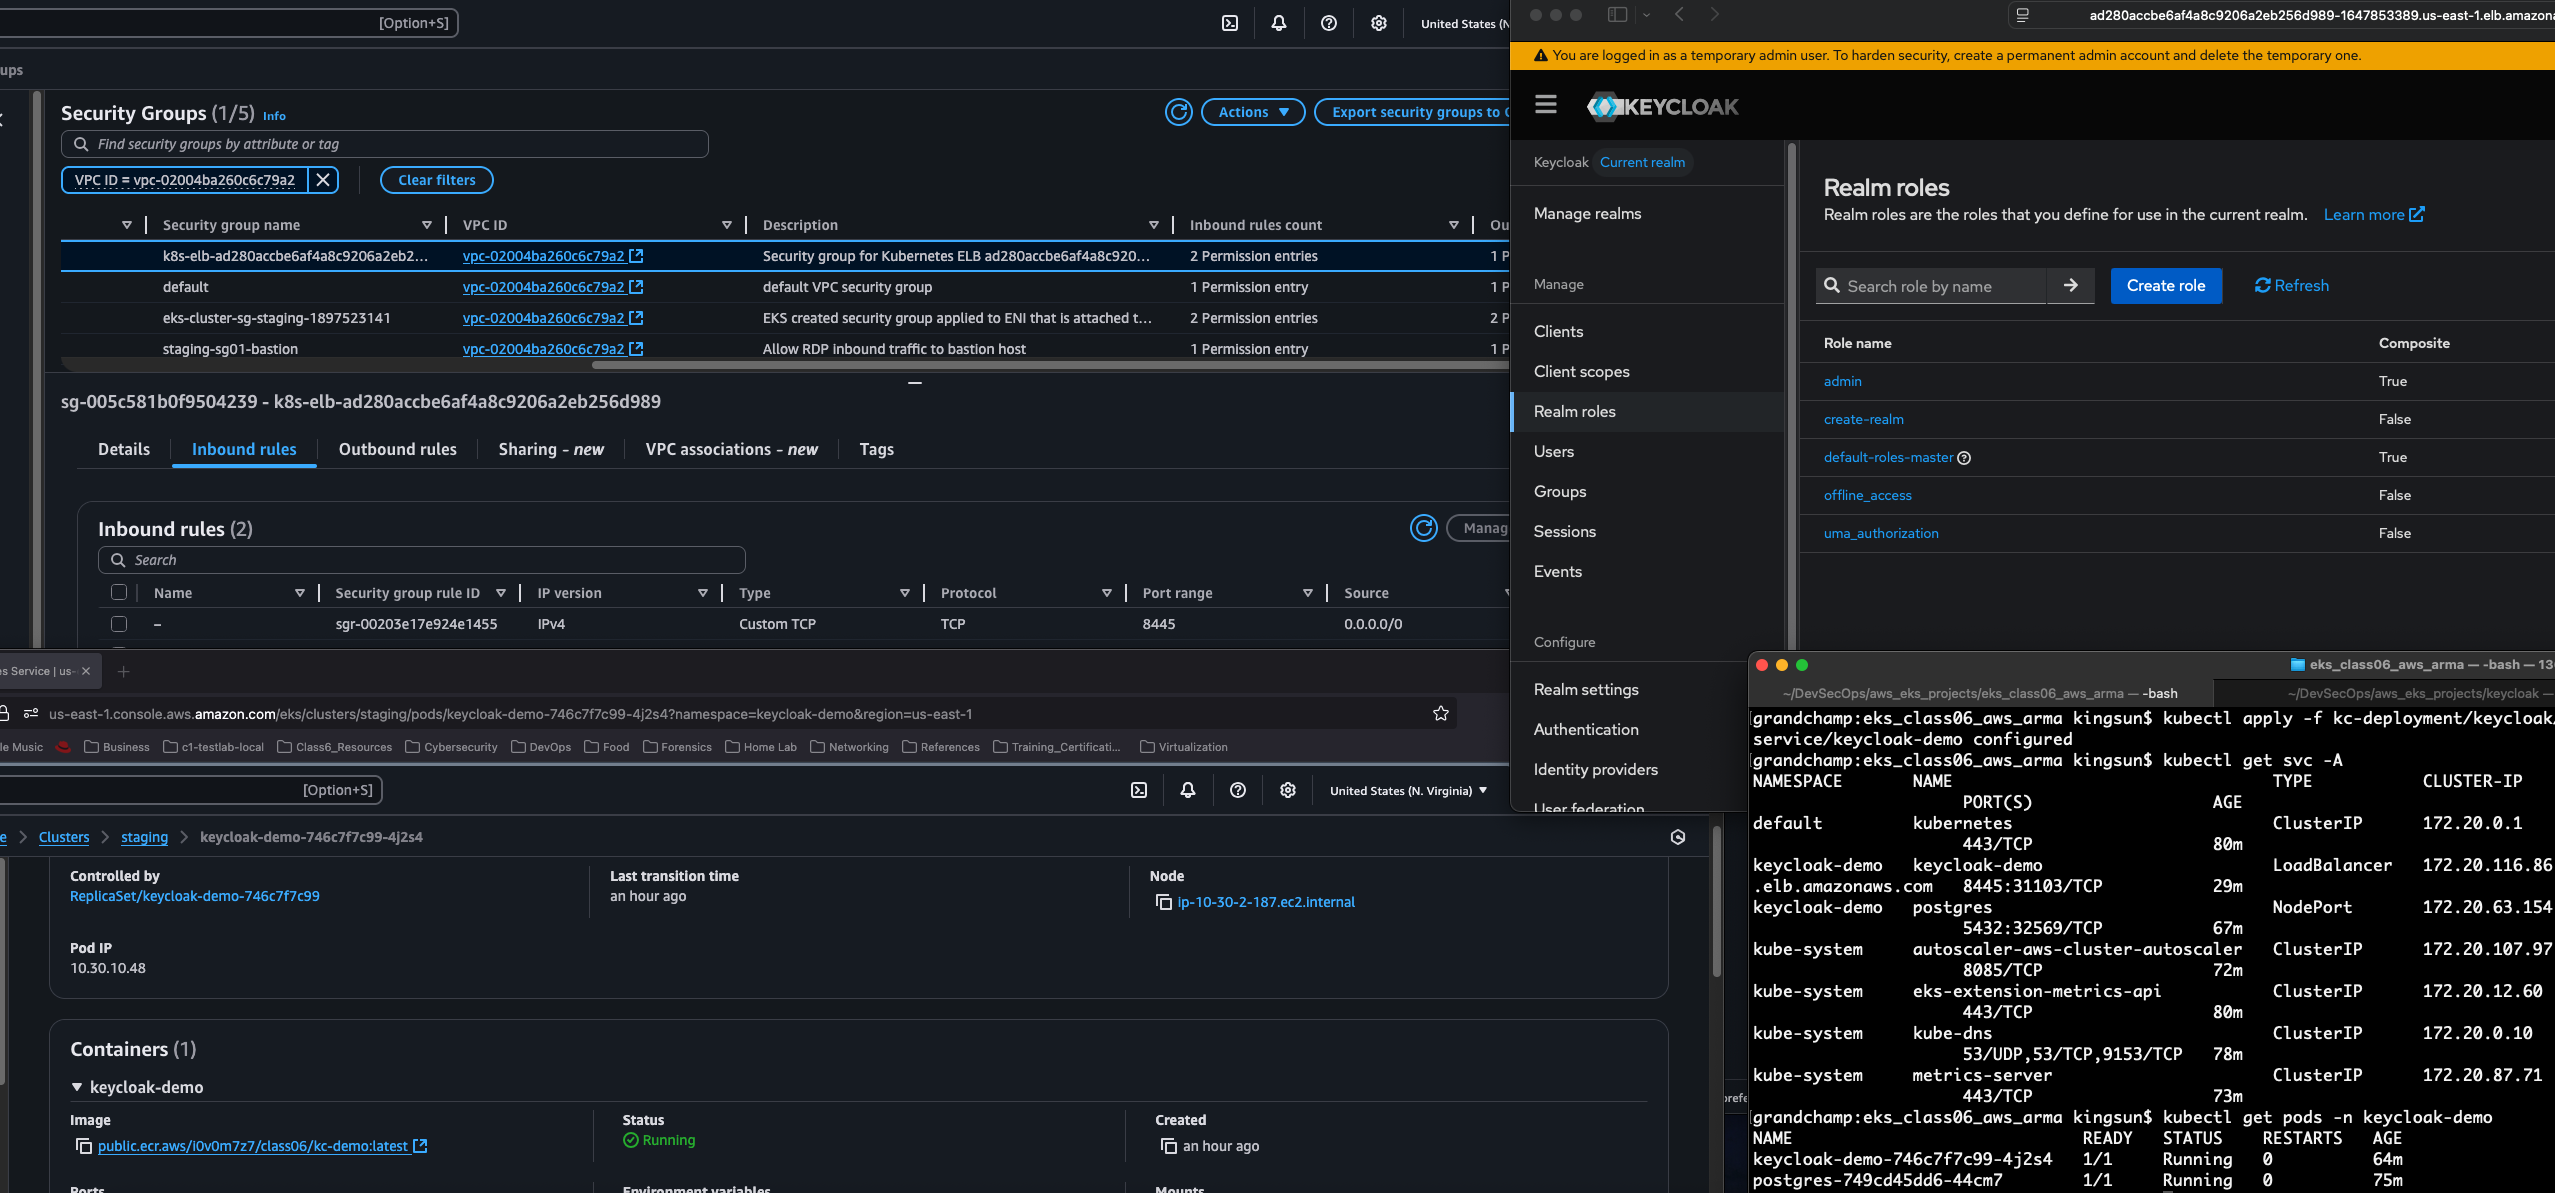 [Option+S]
United States (N
ups
Security Groups (1/5) Info
Actions
Export security groups to
Find security groups by attribute or tag
VPC ID = vpc-02004ba260c6c79a2
Clear filters
Security group name VPC ID Description Inbound rules count Ou
k8s-elb-ad280accbe6af4a8c9206a2eb2... vpc-02004ba260c6c79a2 Security group for Kubernetes ELB ad280accbe6af4a8c920... 2 Permission entries 1 P
default vpc-02004ba260c6c79a2 default VPC security group 1 Permission entry 1 P
eks-cluster-sg-staging-1897523141 vpc-02004ba260c6c79a2 EKS created security group applied to ENI that is attached t... 2 Permission entries 2 P
staging-sg01-bastion vpc-02004ba260c6c79a2 Allow RDP inbound traffic to bastion host 1 Permission entry 1 P
sg-005c581b0f9504239 - k8s-elb-ad280accbe6af4a8c9206a2eb256d989
Details Inbound rules Outbound rules Sharing - new VPC associations - new Tags
Inbound rules (2)
Manag
Search
Name Security group rule ID IP version Type Protocol Port range Source
– sgr-00203e17e924e1455 IPv4 Custom TCP TCP 8445 0.0.0.0/0
es Service | us-
us-east-1.console.aws.amazon.com/eks/clusters/staging/pods/keycloak-demo-746c7f7c99-4j2s4?namespace=keycloak-demo&region=us-east-1
le Music Business c1-testlab-local Class6_Resources Cybersecurity DevOps Food Forensics Home Lab Networking References Training_Certificati... Virtualization
[Option+S]
United States (N. Virginia)
e Clusters staging keycloak-demo-746c7f7c99-4j2s4
Controlled by
ReplicaSet/keycloak-demo-746c7f7c99
Last transition time
an hour ago
Node
ip-10-30-2-187.ec2.internal
Pod IP
10.30.10.48
Containers (1)
keycloak-demo
Image
public.ecr.aws/i0v0m7z7/class06/kc-demo:latest
Status
Running
Created
an hour ago
Ports Environment variables Mounts
ad280accbe6af4a8c9206a2eb256d989-1647853389.us-east-1.elb.amazona
You are logged in as a temporary admin user. To harden security, create a permanent admin account and delete the temporary one.
KEYCLOAK
Keycloak Current realm
Manage realms
Manage
Clients
Client scopes
Realm roles
Users
Groups
Sessions
Events
Configure
Realm settings
Authentication
Identity providers
User federation
Realm roles
Realm roles are the roles that you define for use in the current realm. Learn more
Search role by name
Create role
Refresh
Role name Composite
admin True
create-realm False
default-roles-master True
offline_access False
uma_authorization False
eks_class06_aws_arma — -bash — 13
~/DevSecOps/aws_eks_projects/eks_class06_aws_arma — -bash
~/DevSecOps/aws_eks_projects/keycloak —
[grandchamp:eks_class06_aws_arma kingsun$ kubectl apply -f kc-deployment/keycloak/
service/keycloak-demo configured
[grandchamp:eks_class06_aws_arma kingsun$ kubectl get svc -A
NAMESPACE NAME TYPE CLUSTER-IP
PORT(S) AGE
default kubernetes ClusterIP 172.20.0.1
443/TCP 80m
keycloak-demo keycloak-demo LoadBalancer 172.20.116.86
.elb.amazonaws.com 8445:31103/TCP 29m
keycloak-demo postgres NodePort 172.20.63.154
5432:32569/TCP 67m
kube-system autoscaler-aws-cluster-autoscaler ClusterIP 172.20.107.97
8085/TCP 72m
kube-system eks-extension-metrics-api ClusterIP 172.20.12.60
443/TCP 80m
kube-system kube-dns ClusterIP 172.20.0.10
53/UDP,53/TCP,9153/TCP 78m
kube-system metrics-server ClusterIP 172.20.87.71
443/TCP 73m
[grandchamp:eks_class06_aws_arma kingsun$ kubectl get pods -n keycloak-demo
NAME READY STATUS RESTARTS AGE
keycloak-demo-746c7f7c99-4j2s4 1/1 Running 0 64m
postgres-749cd45dd6-44cm7 1/1 Running 0 75m
prefe